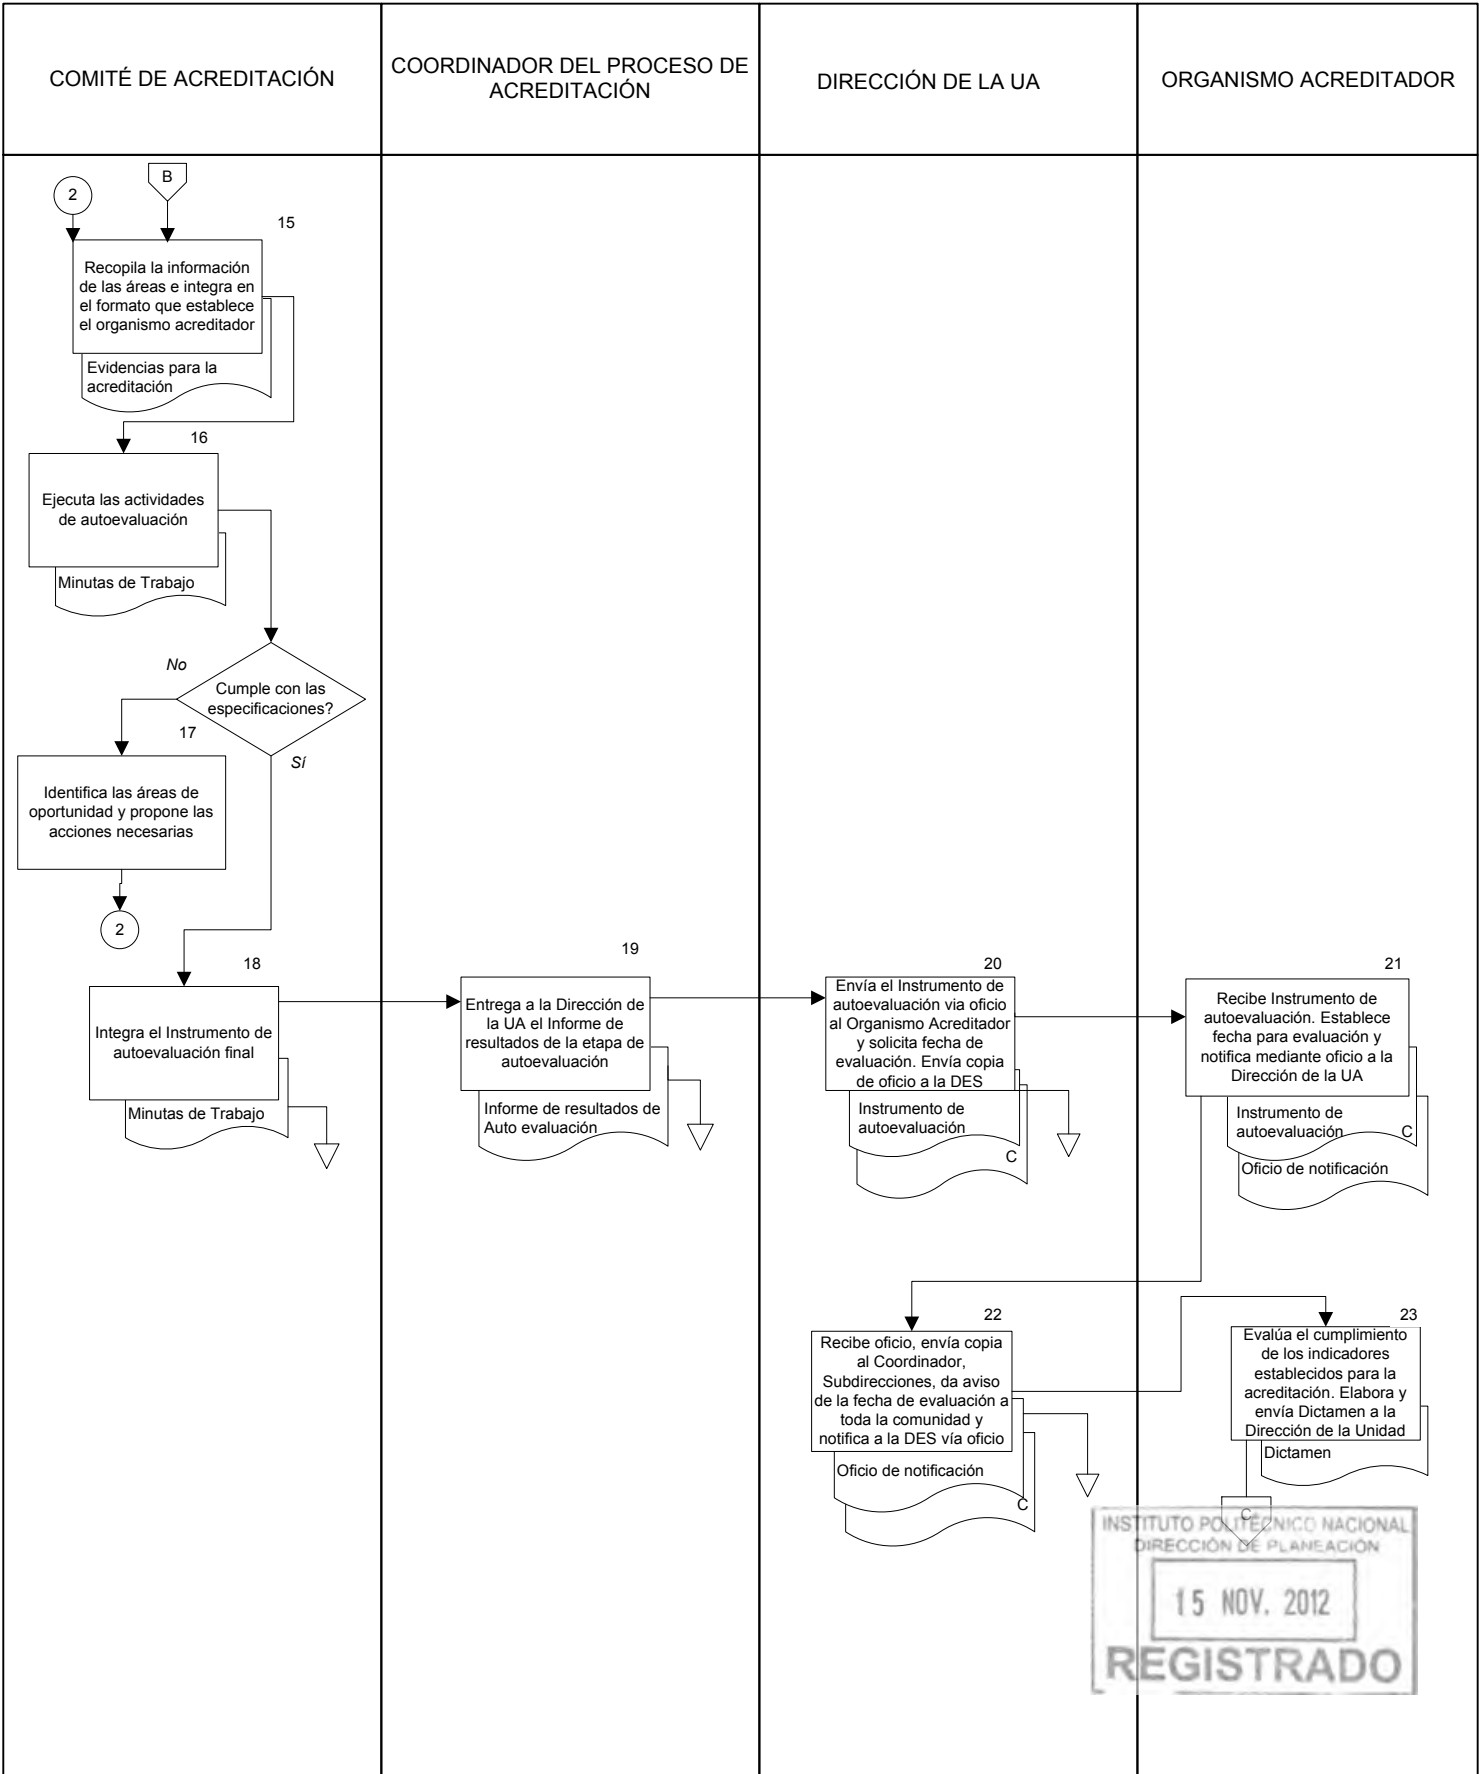 COMITÉ DE ACREDITACIÓN
COORDINADOR DEL PROCESO DE
ACREDITACIÓN
DIRECCIÓN DE LA UA
ORGANISMO ACREDITADOR
2
B
15
Recopila la información
de las áreas e integra en
el formato que establece
el organismo acreditador
Evidencias para la
acreditación
16
Ejecuta las actividades
de autoevaluación
Minutas de Trabajo
No
Cumple con las
especificaciones?
17
Sí
Identifica las áreas de
oportunidad y propone las
acciones necesarias
2
18
Integra el Instrumento de
autoevaluación final
Minutas de Trabajo
19
Entrega a la Dirección de
la UA el Informe de
resultados de la etapa de
autoevaluación
Informe de resultados de
Auto evaluación
20
Envía el Instrumento de
autoevaluación via oficio
al Organismo Acreditador
y solicita fecha de
evaluación. Envía copia
de oficio a la DES
Instrumento de
autoevaluación
C
21
Recibe Instrumento de
autoevaluación. Establece
fecha para evaluación y
notifica mediante oficio a la
Dirección de la UA
Instrumento de
autoevaluación
C
Oficio de notificación
22
Recibe oficio, envía copia
al Coordinador,
Subdirecciones, da aviso
de la fecha de evaluación a
toda la comunidad y
notifica a la DES vía oficio
Oficio de notificación
C
23
Evalúa el cumplimiento
de los indicadores
establecidos para la
acreditación. Elabora y
envía Dictamen a la
Dirección de la Unidad
Dictamen
C
INSTITUTO POLITÉCNICO NACIONAL
DIRECCIÓN DE PLANEACIÓN
15 NOV. 2012
REGISTRADO